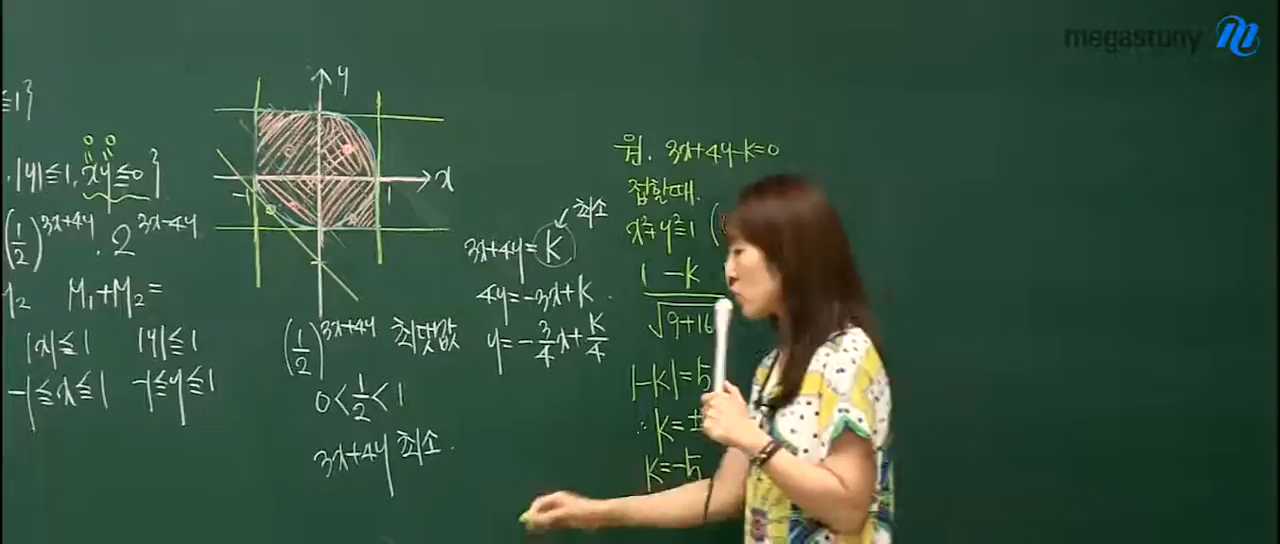 megastudy
≦1}
, |y|≦1, xy≦0 }
(1/2)^{3x+4y} · 2^{3x-4y}
M₁+M₂=
|x|≦1 |y|≦1
-1≦x≦1 -1≦y≦1
y
x
-1
1
(1/2)^{3x+4y} 최댓값
0<1/2<1
3x+4y 최소.
최소
3x+4y=k
4y=-3x+k.
y=-3/4x+k/4
원. 3x+4y-k=0
접할때.
x²+y²=1 (
|-k
√9+16
|-k|=5
∴ k=±
k=-5